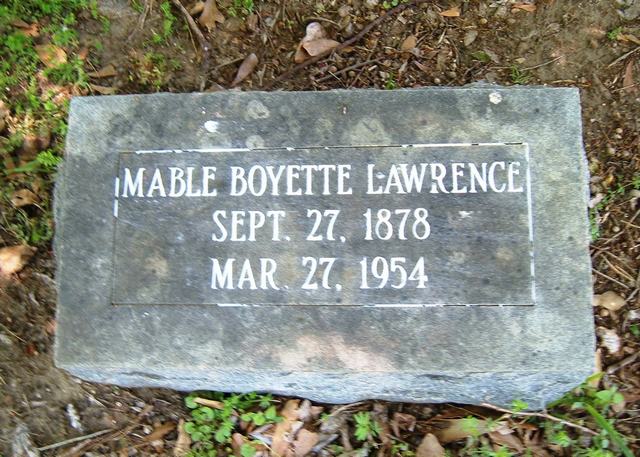 MABLE BOYETTE LAWRENCE
SEPT. 27, 1878
MAR. 27, 1954